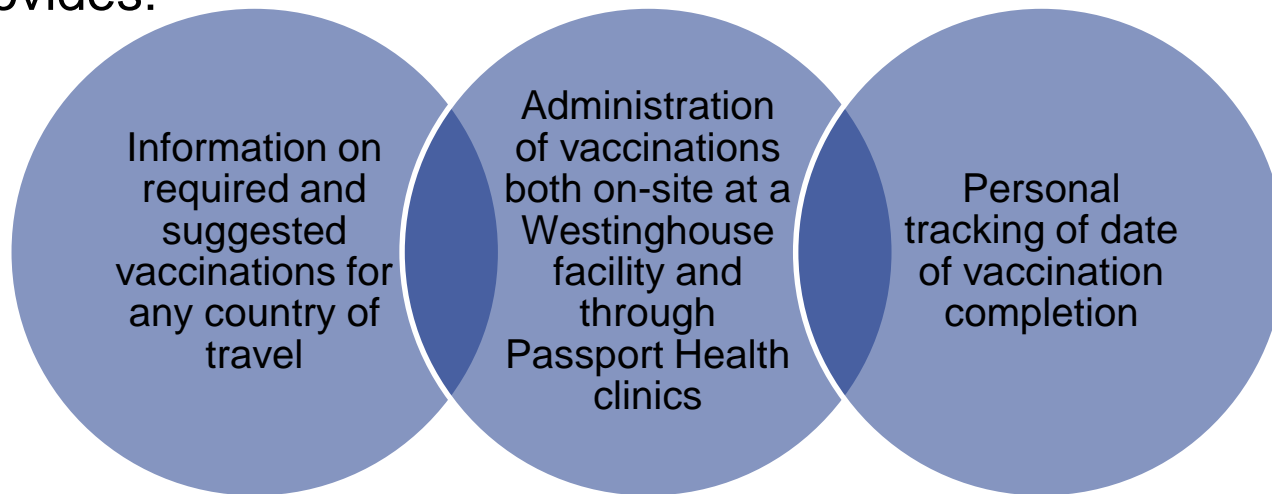 Information on
required and
suggested
vaccinations for
any country of
travel
Administration
of vaccinations
both on-site at a
Westinghouse
facility and
through
Passport Health
clinics
Personal
tracking of date
of vaccination
completion